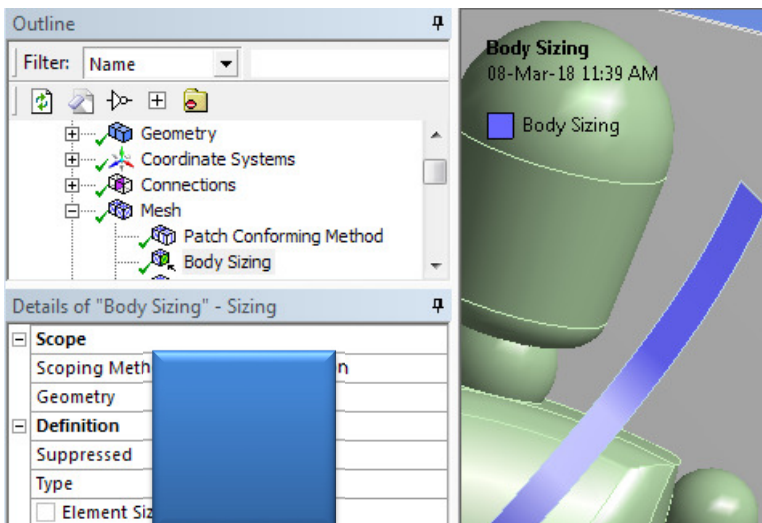 Outline
Filter: Name
Geometry
Coordinate Systems
Connections
Mesh
Patch Conforming Method
Body Sizing
Details of "Body Sizing" - Sizing
Scope
Scoping Meth n
Geometry
Definition
Suppressed
Type
Element Siz
Body Sizing
08-Mar-18 11:39 AM
Body Sizing